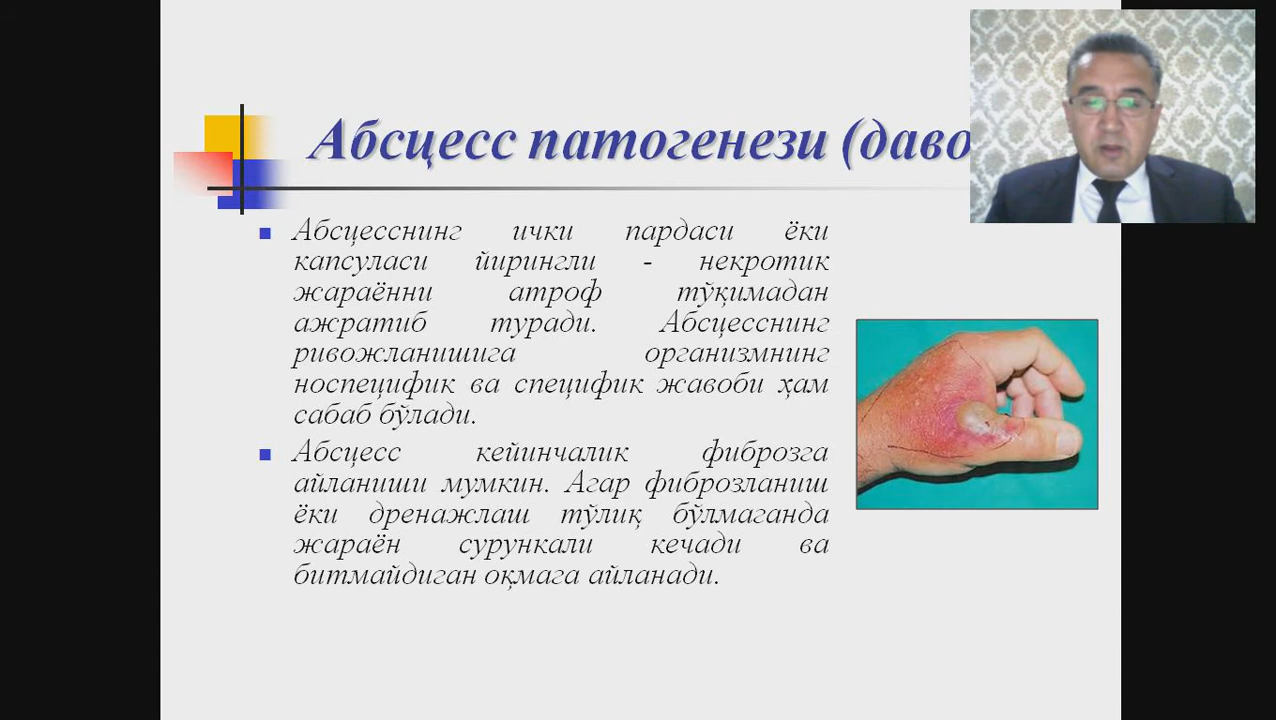 Абсцесс патогенези (даво
Абсцесснинг ички пардаси ёки
капсуласи йирингли - некротик
жараённи атроф тўқимадан
ажратиб туради. Абсцесснинг
ривожланишига организмнинг
носпецифик ва специфик жавоби ҳам
сабаб бўлади.
Абсцесс кейинчалик фиброзга
айланиши мумкин. Агар фиброзланиш
ёки дренажлаш тўлиқ бўлмаганда
жараён сурункали кечади ва
битмайдиган оқмага айланади.